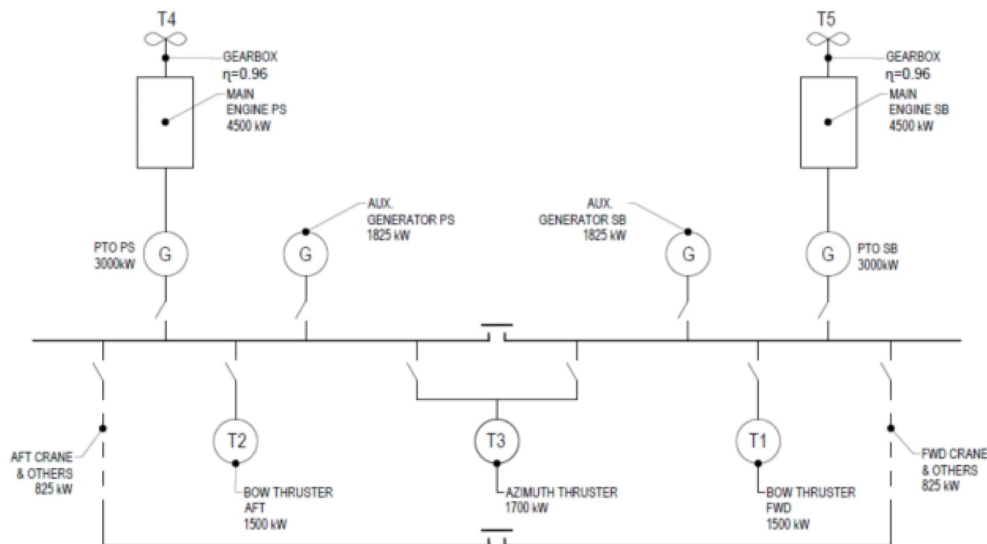 T4
GEARBOX
η=0.96
MAIN
ENGINE PS
4500 kW
T5
GEARBOX
η=0.96
MAIN
ENGINE SB
4500 kW
PTO PS
3000kW
G
AUX.
GENERATOR PS
1825 kW
G
AUX.
GENERATOR SB
1825 kW
G
G
PTO SB
3000kW
AFT CRANE
& OTHERS
825 kW
T2
BOW THRUSTER
AFT
1500 kW
T3
AZIMUTH THRUSTER
1700 kW
T1
BOW THRUSTER
FWD
1500 kW
FWD CRANE
& OTHERS
825 kW